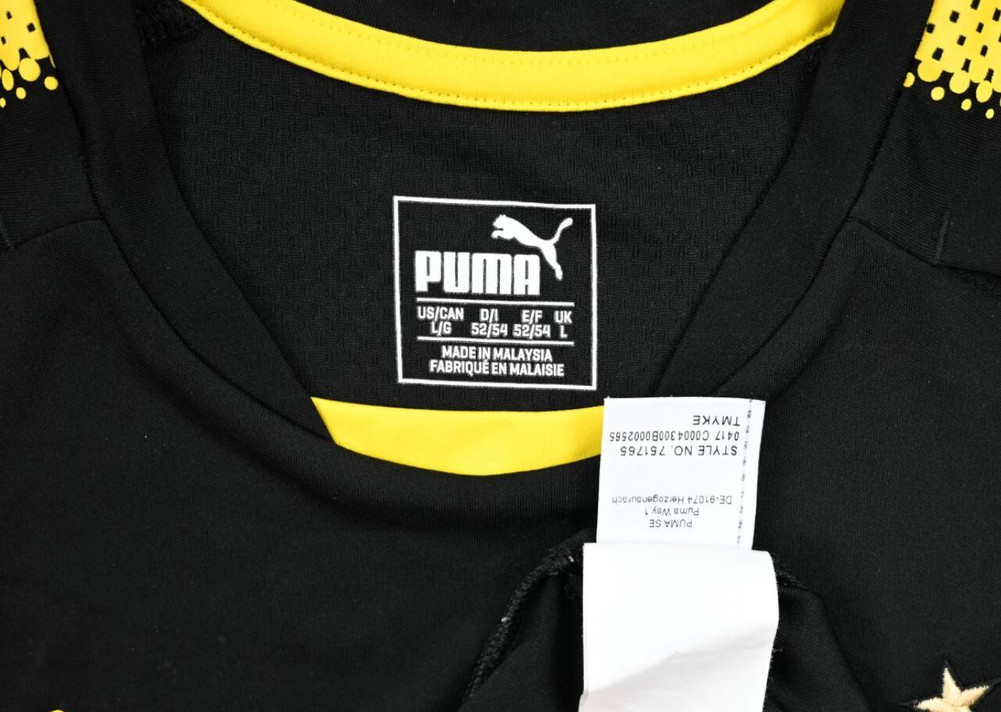 PUMA
US/CAN D/I E/F UK
L/G 52/54 52/54 L
MADE IN MALAYSIA
FABRIQUÉ EN MALAISIE
PUMA SE
Puma Way 1
DE-91074 Herzogenaurach
STYLE NO. 751765
0417 C0004300B0002565
TMYKE